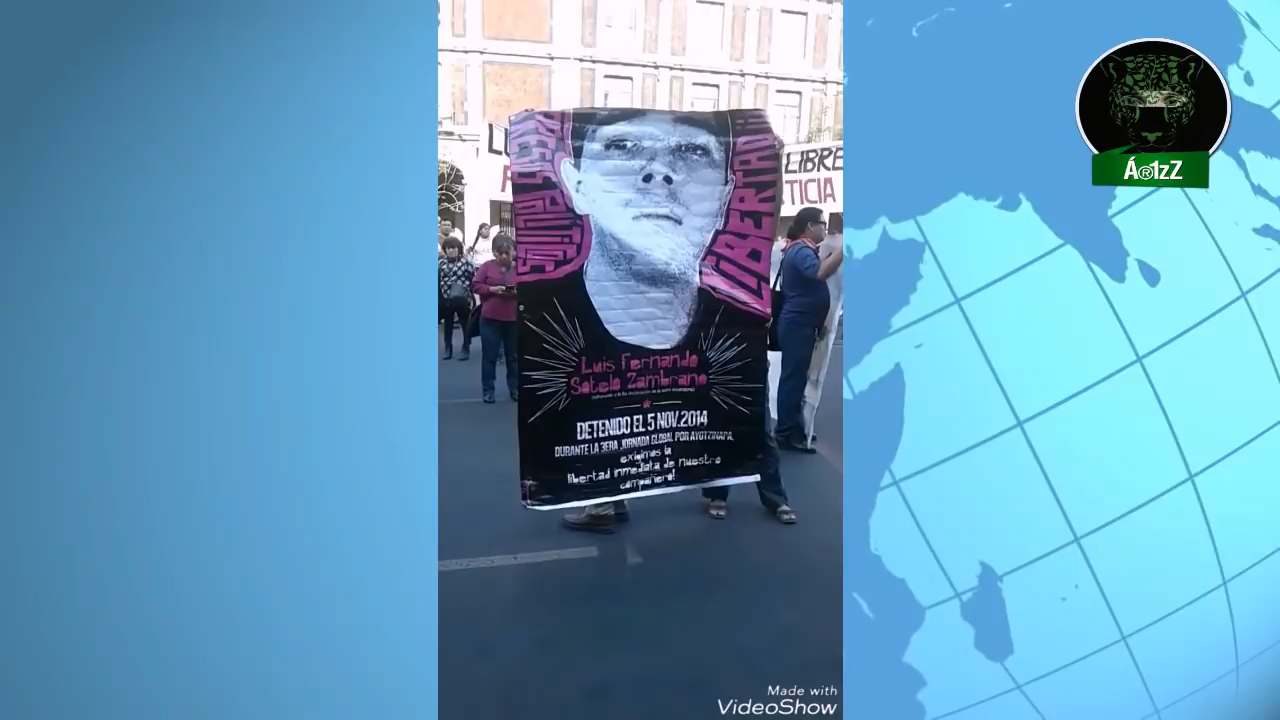 LIBRE
TICIA
LIBERTAD
Luis Fernando
Sotelo Zambrano
DETENIDO EL 5 NOV.2014
DURANTE LA 3ERA JORNADA GLOBAL POR AYOTZINAPA,
exigimos la
libertad inmediata de nuestro
compañero!
Á®1zZ
Made with
VideoShow